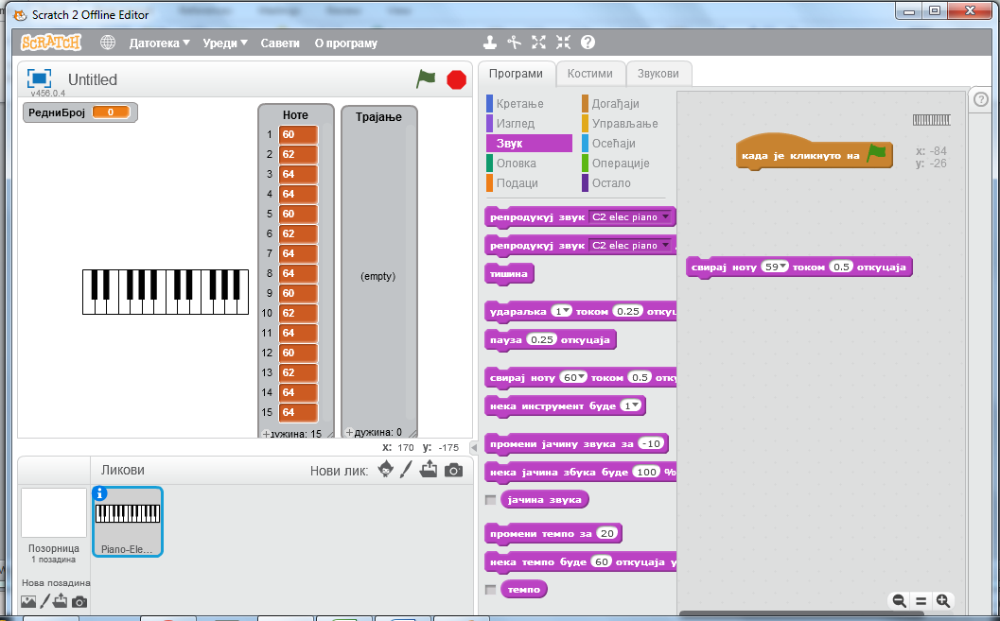 Scratch 2 Offline Editor
SCRATCH Датотека Уреди Савети О програму
Untitled
v456.0.4
РедниБрој 0
Ноте
1 60
2 62
3 64
4 64
5 60
6 62
7 64
8 64
9 60
10 62
11 64
12 60
13 62
14 64
15 64
дужина: 15
Трајање
(empty)
дужина: 0
x: 170 y: -175
Ликови
Нови лик:
Позорница
1 позадина
Нова позадина
Piano-Ele...
Програми Костими Звукови
Кретање Догађаји
Изглед Управљање
Звук Осећаји
Оловка Операције
Подаци Остало
репродукуј звук C2 elec piano
репродукуј звук C2 elec piano
тишина
удараљка 1 током 0.25 откуц
пауза 0.25 откуцаја
свирај ноту 60 током 0.5 отку
нека инструмент буде 1
промени јачину звука за -10
нека јачина збука буде 100 %
јачина звука
промени темпо за 20
нека темпо буде 60 откуцаја у
темпо
када је кликнуто на
x: -84
y: -26
свирај ноту 59 током 0.5 откуцаја